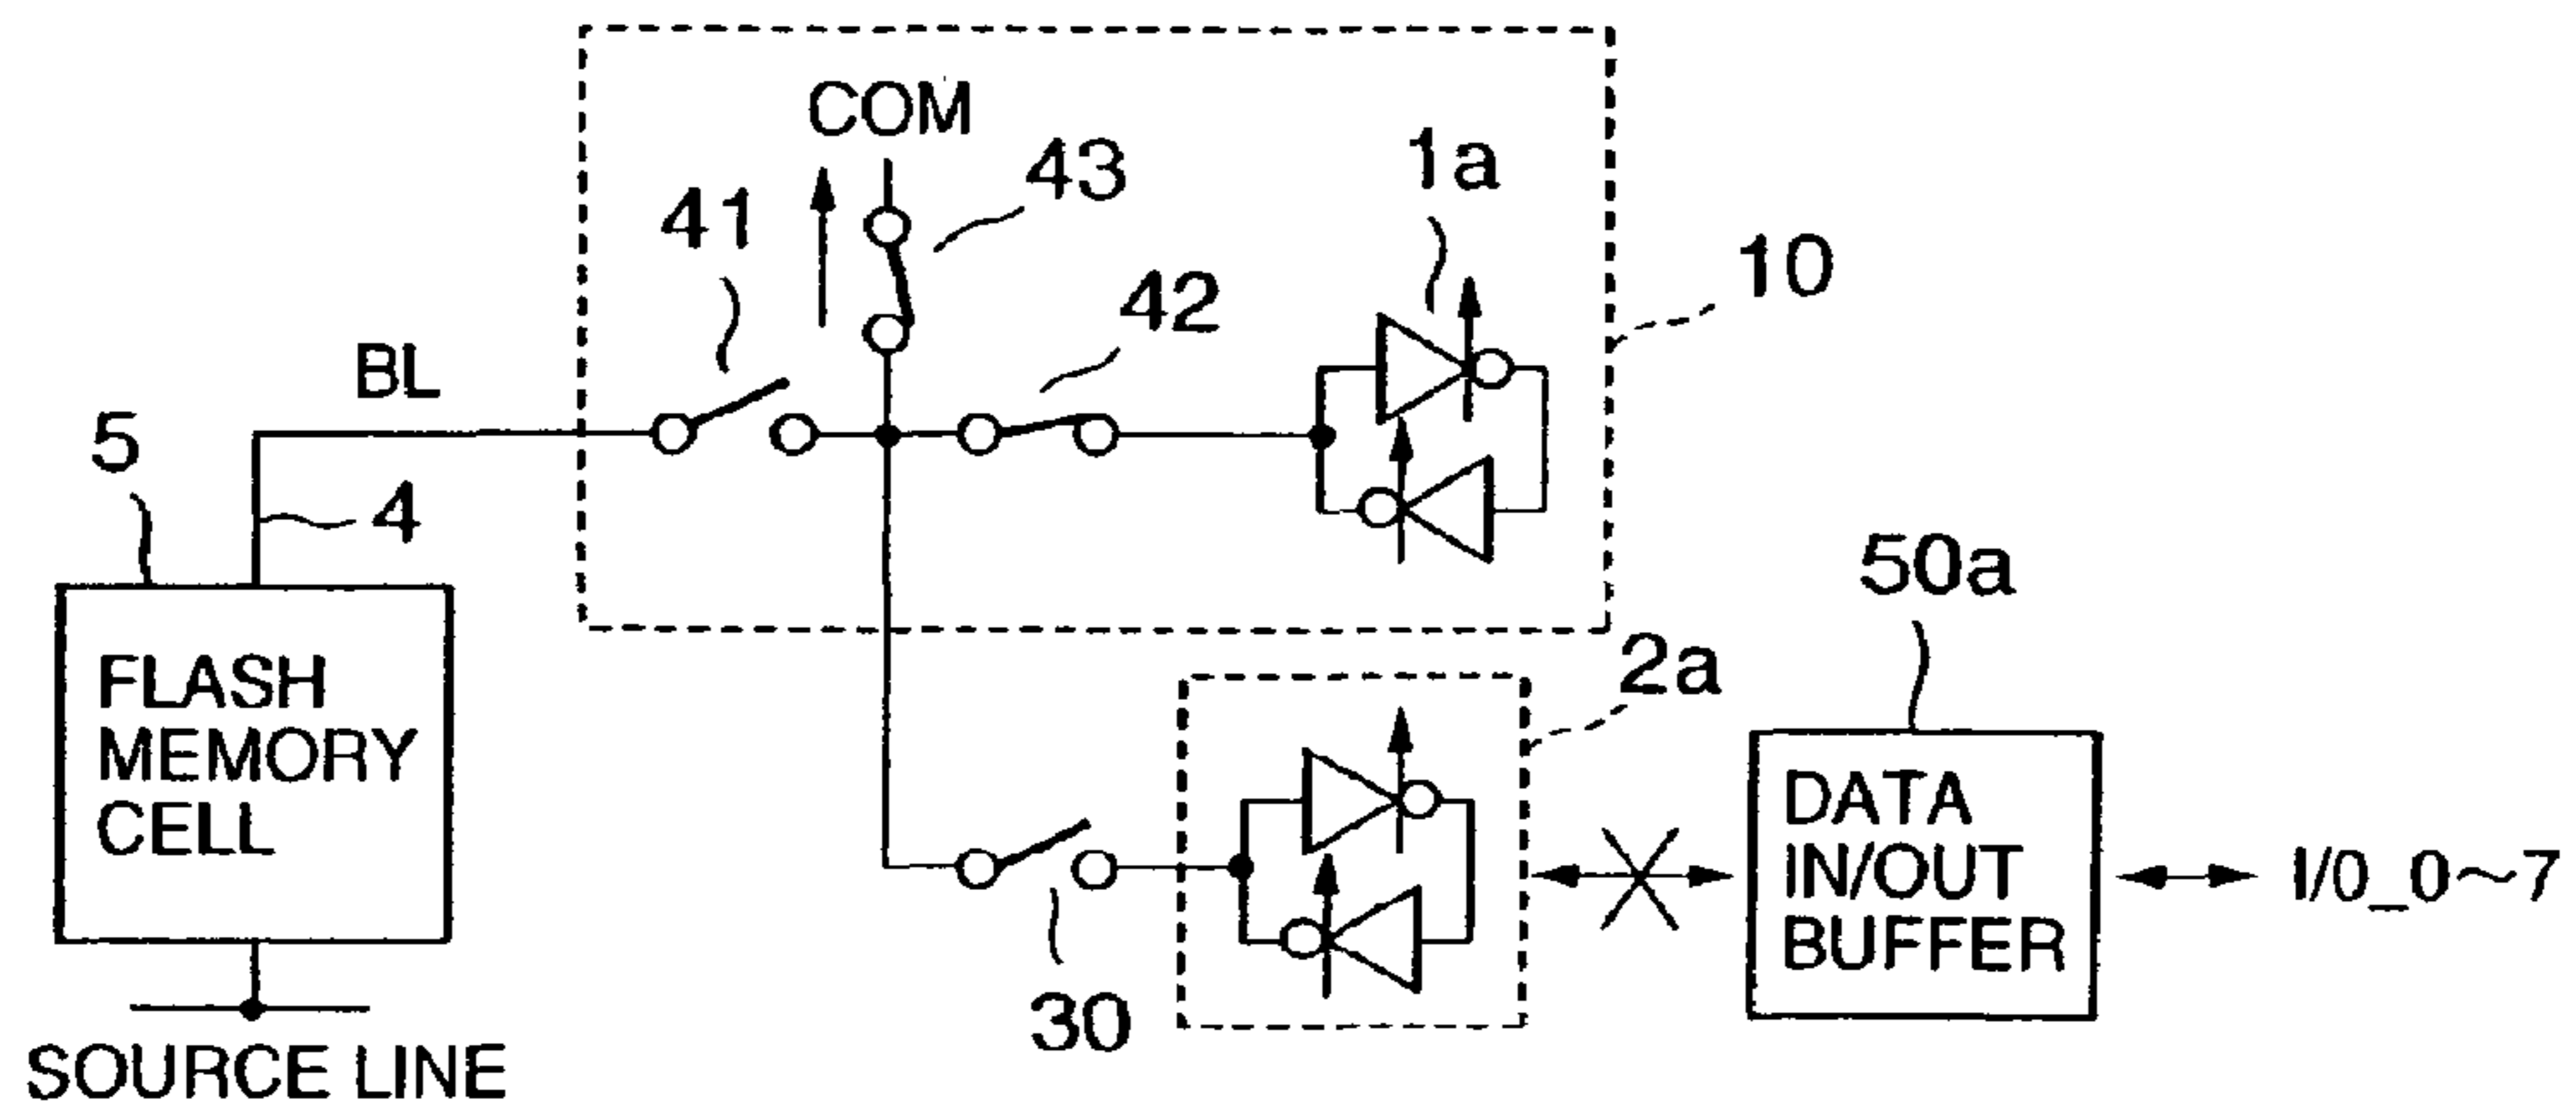 COM
43
1a
41
10
42
BL
5
4
50a
2a
FLASH
MEMORY
CELL
DATA
IN/OUT
BUFFER
I/0_0~7
30
SOURCE LINE